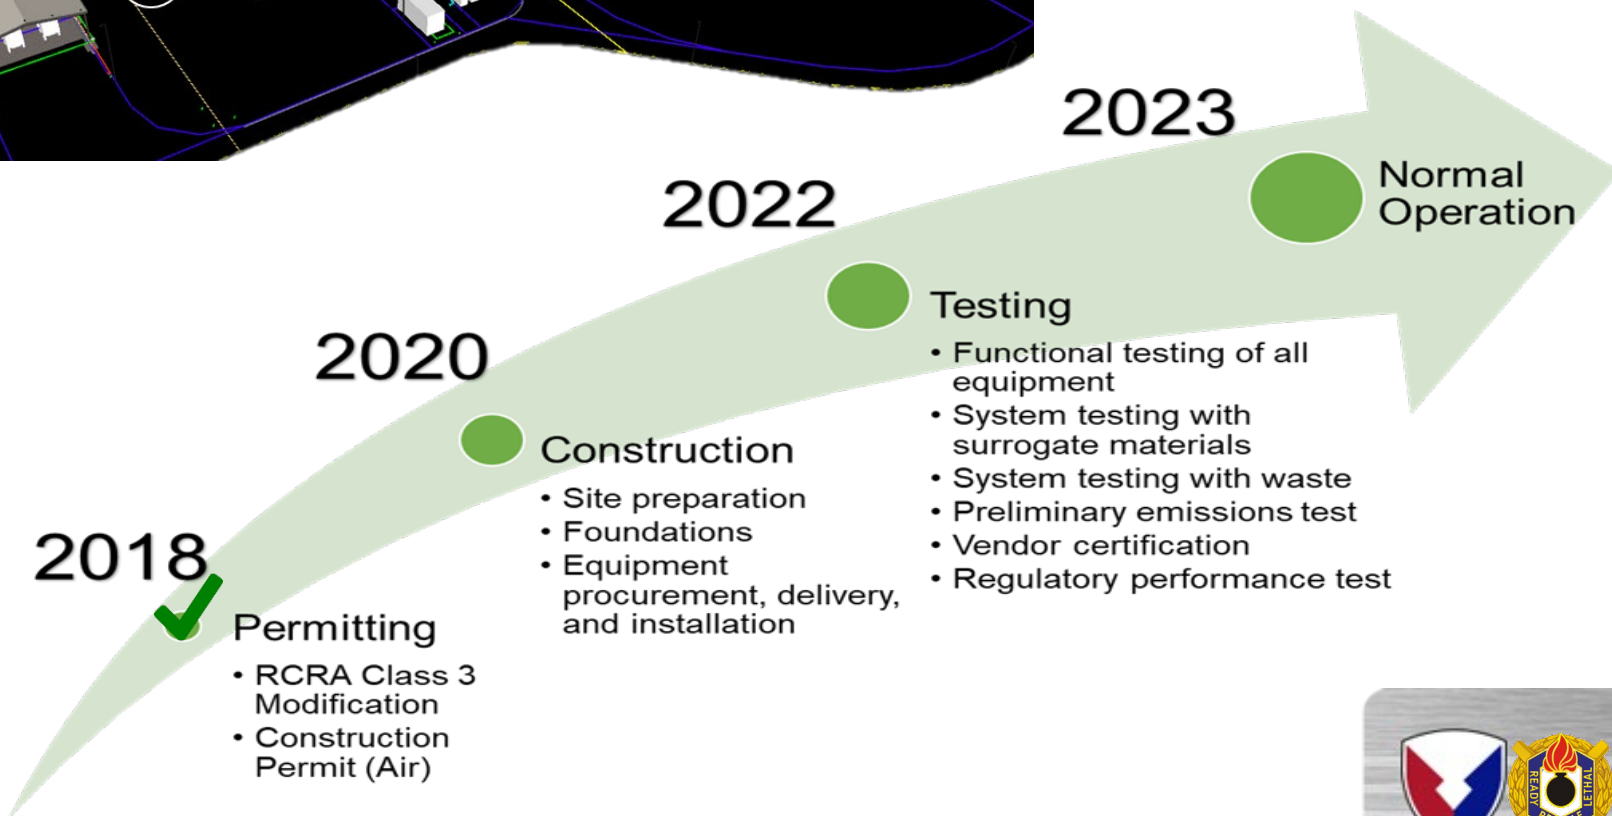 2018
Permitting
• RCRA Class 3
Modification
• Construction
Permit (Air)
2020
Construction
• Site preparation
• Foundations
• Equipment
procurement, delivery,
and installation
2022
Testing
• Functional testing of all
equipment
• System testing with
surrogate materials
• System testing with waste
• Preliminary emissions test
• Vendor certification
• Regulatory performance test
2023
Normal
Operation
READY
LETHAL